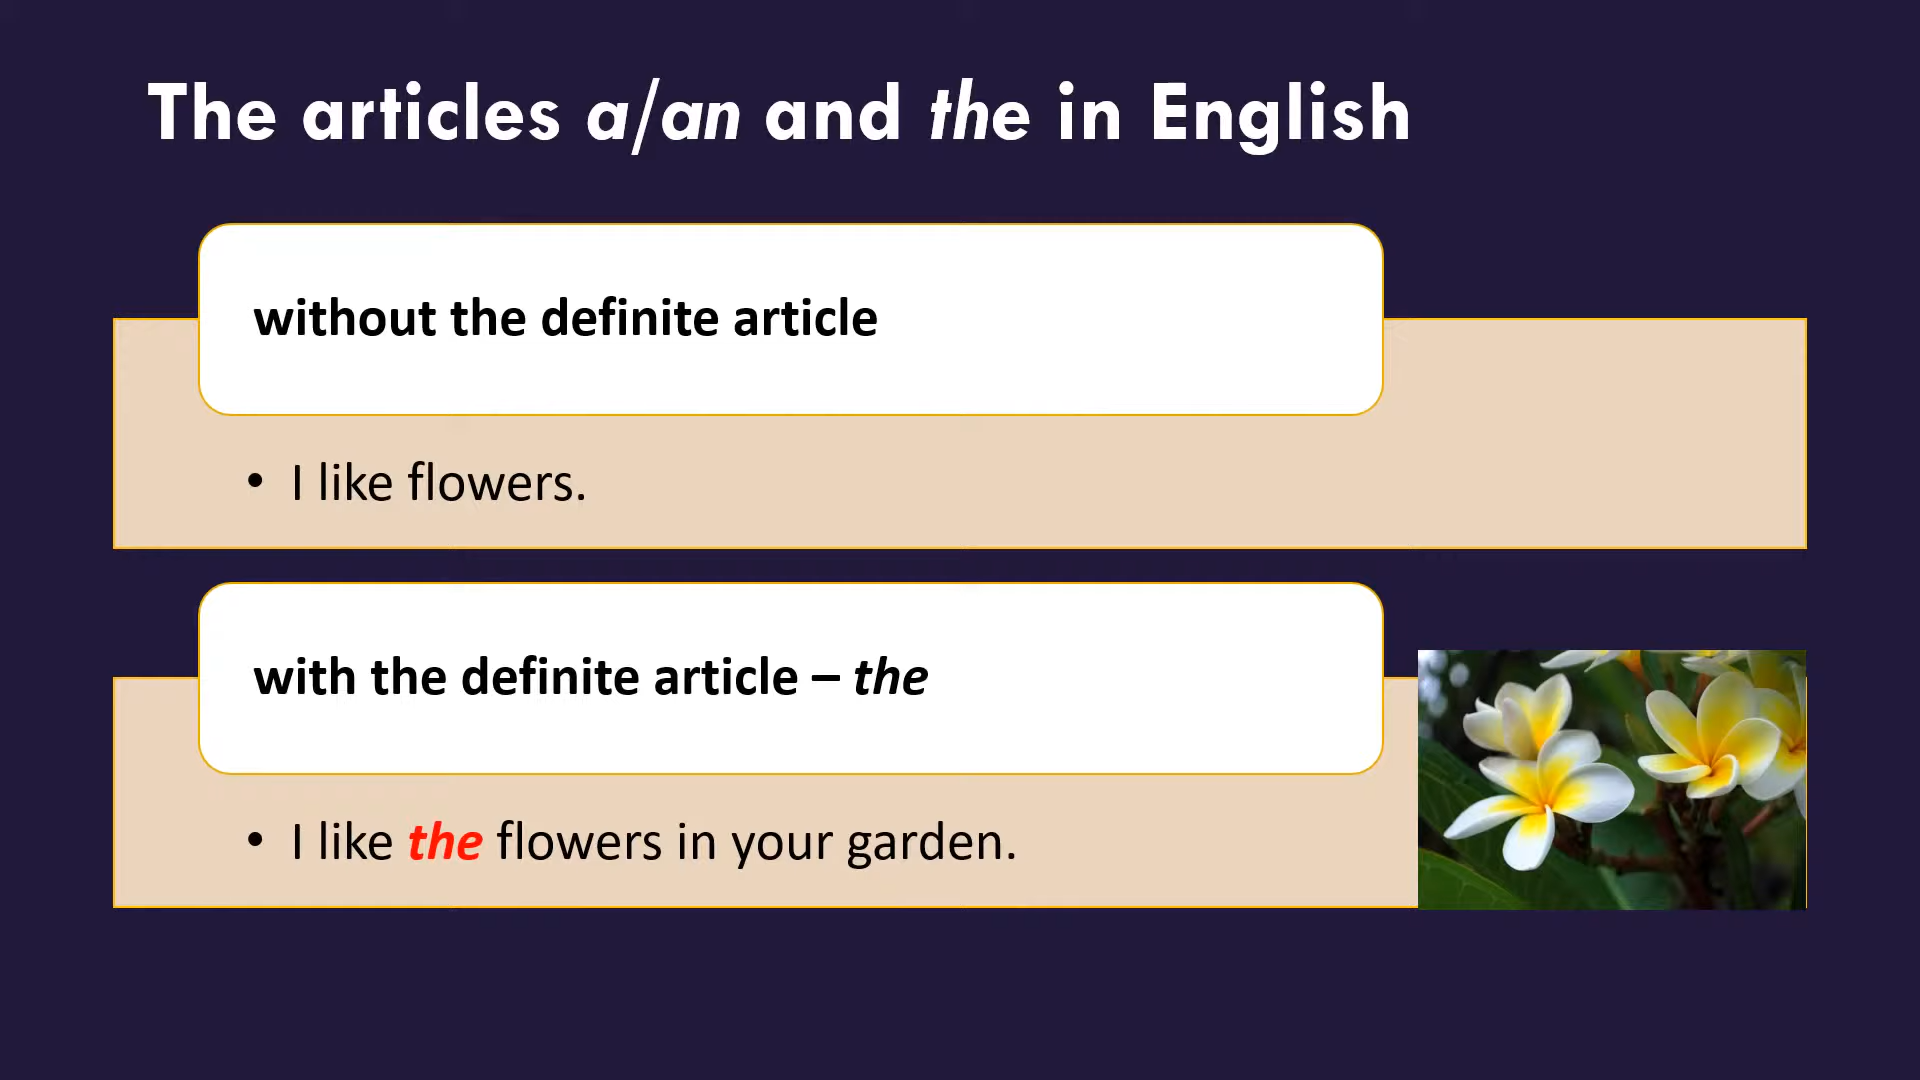 The articles a/an and the in English
without the definite article
• I like flowers.
with the definite article – the
• I like the flowers in your garden.